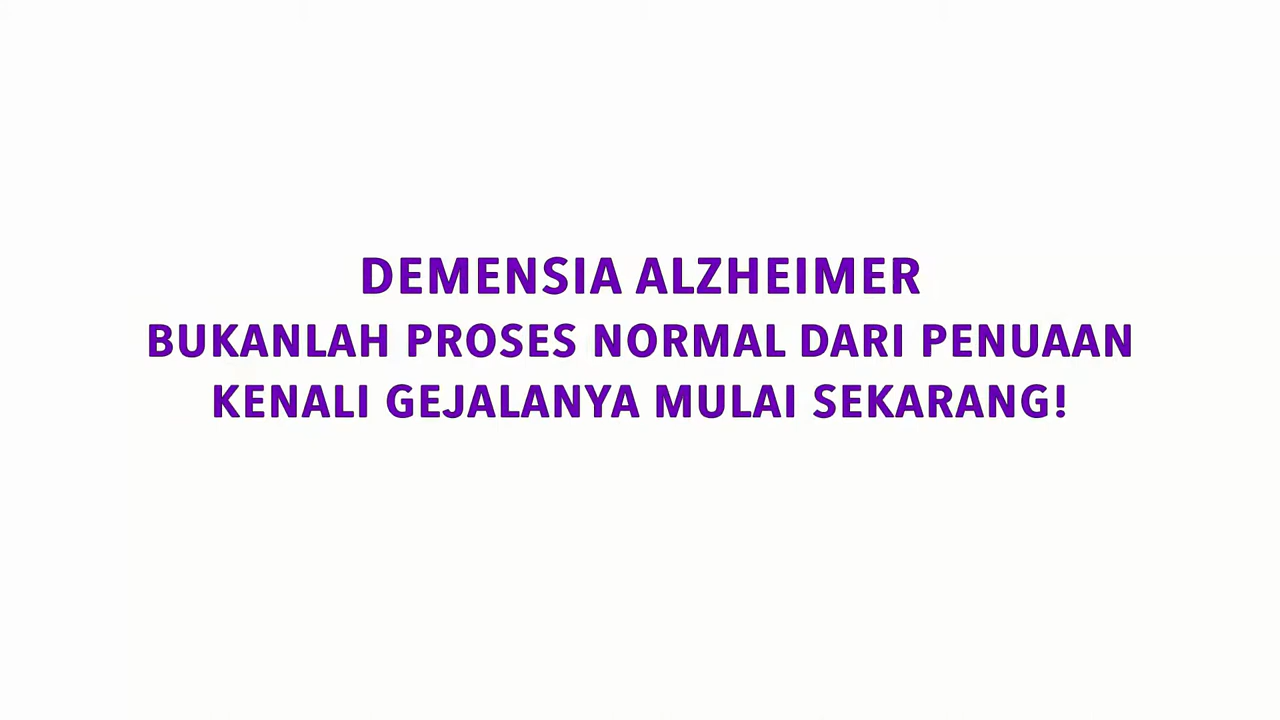 DEMENSIA ALZHEIMER
BUKANLAH PROSES NORMAL DARI PENUAAN
KENALI GEJALANYA MULAI SEKARANG!